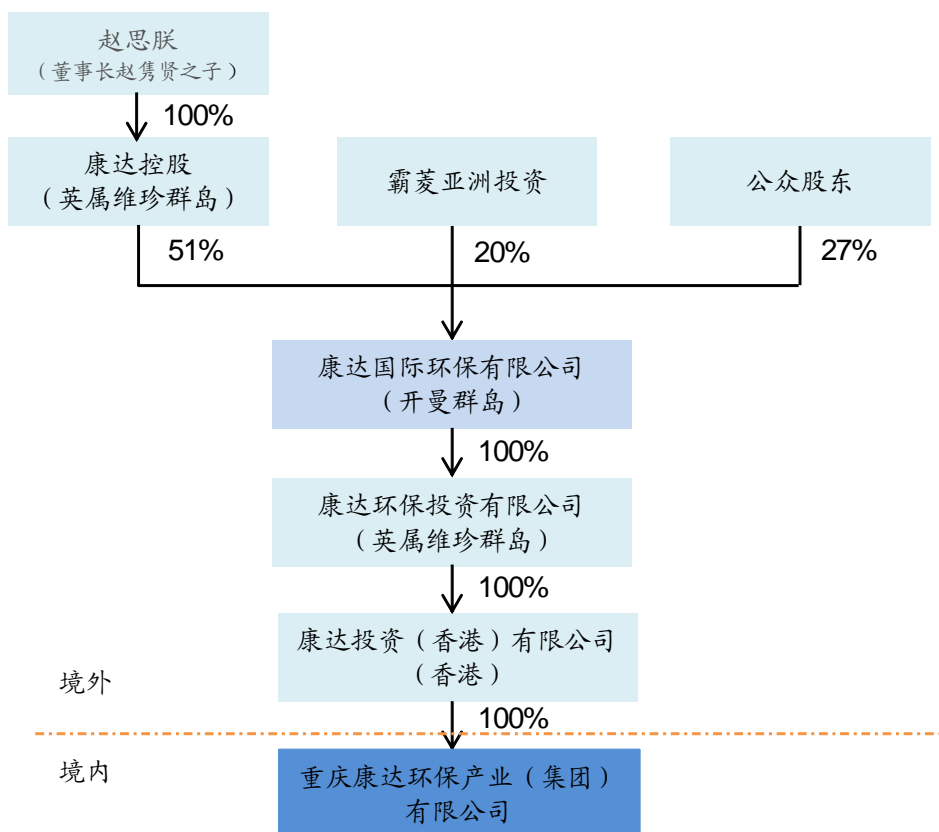 赵思朕
（董事长赵隽贤之子）
100%
康达控股
（英属维珍群岛）
霸菱亚洲投资
公众股东
51%
20%
27%
康达国际环保有限公司
（开曼群岛）
100%
康达环保投资有限公司
（英属维珍群岛）
100%
康达投资（香港）有限公司
（香港）
境外
100%
境内
重庆康达环保产业（集团）
有限公司